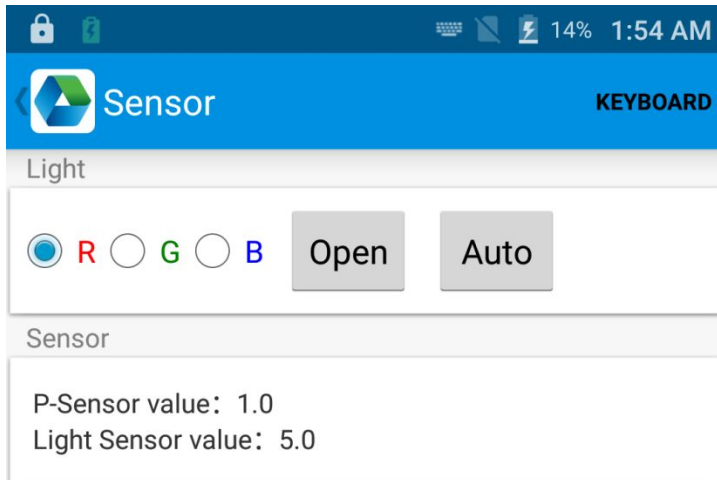 14% 1:54 AM
Sensor KEYBOARD
Light
R G B Open Auto
Sensor
P-Sensor value：1.0
Light Sensor value：5.0